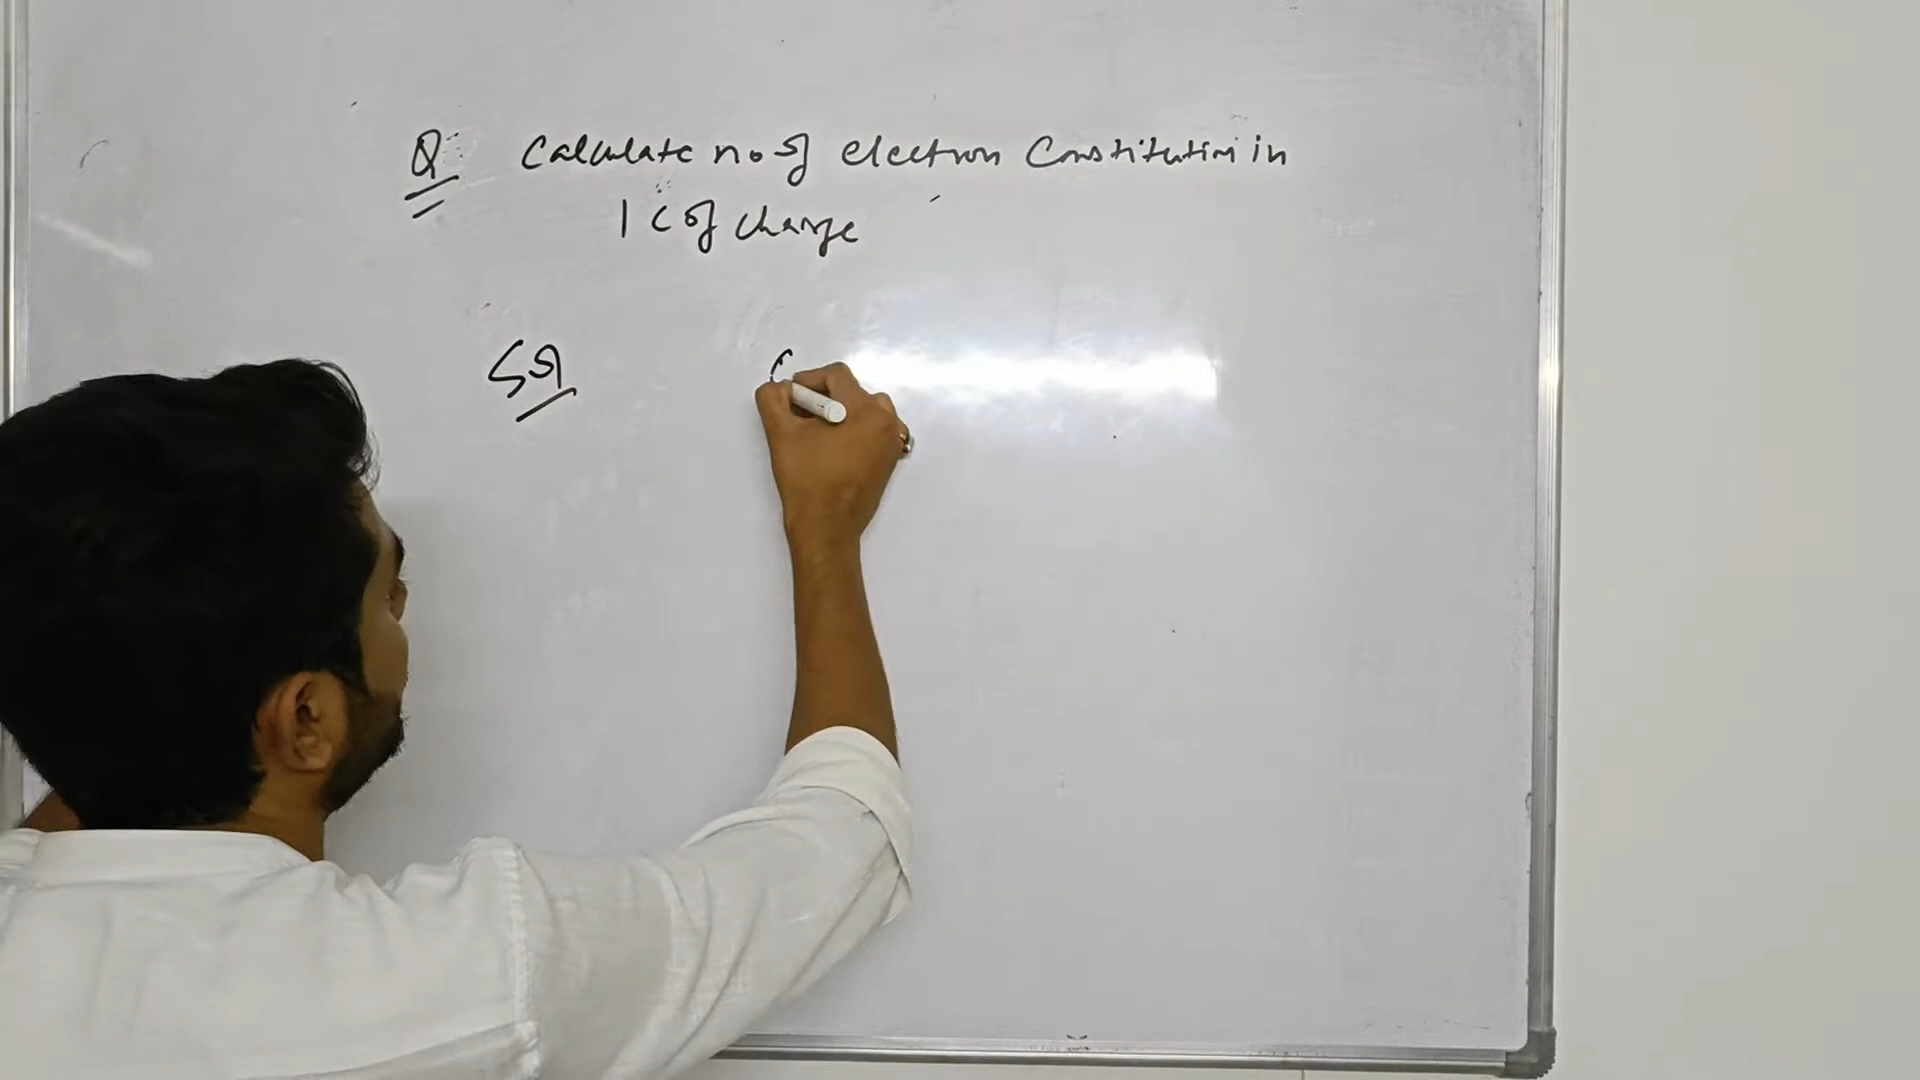 Q Calculate no of electron Constitution in
1 C of charge
Sol